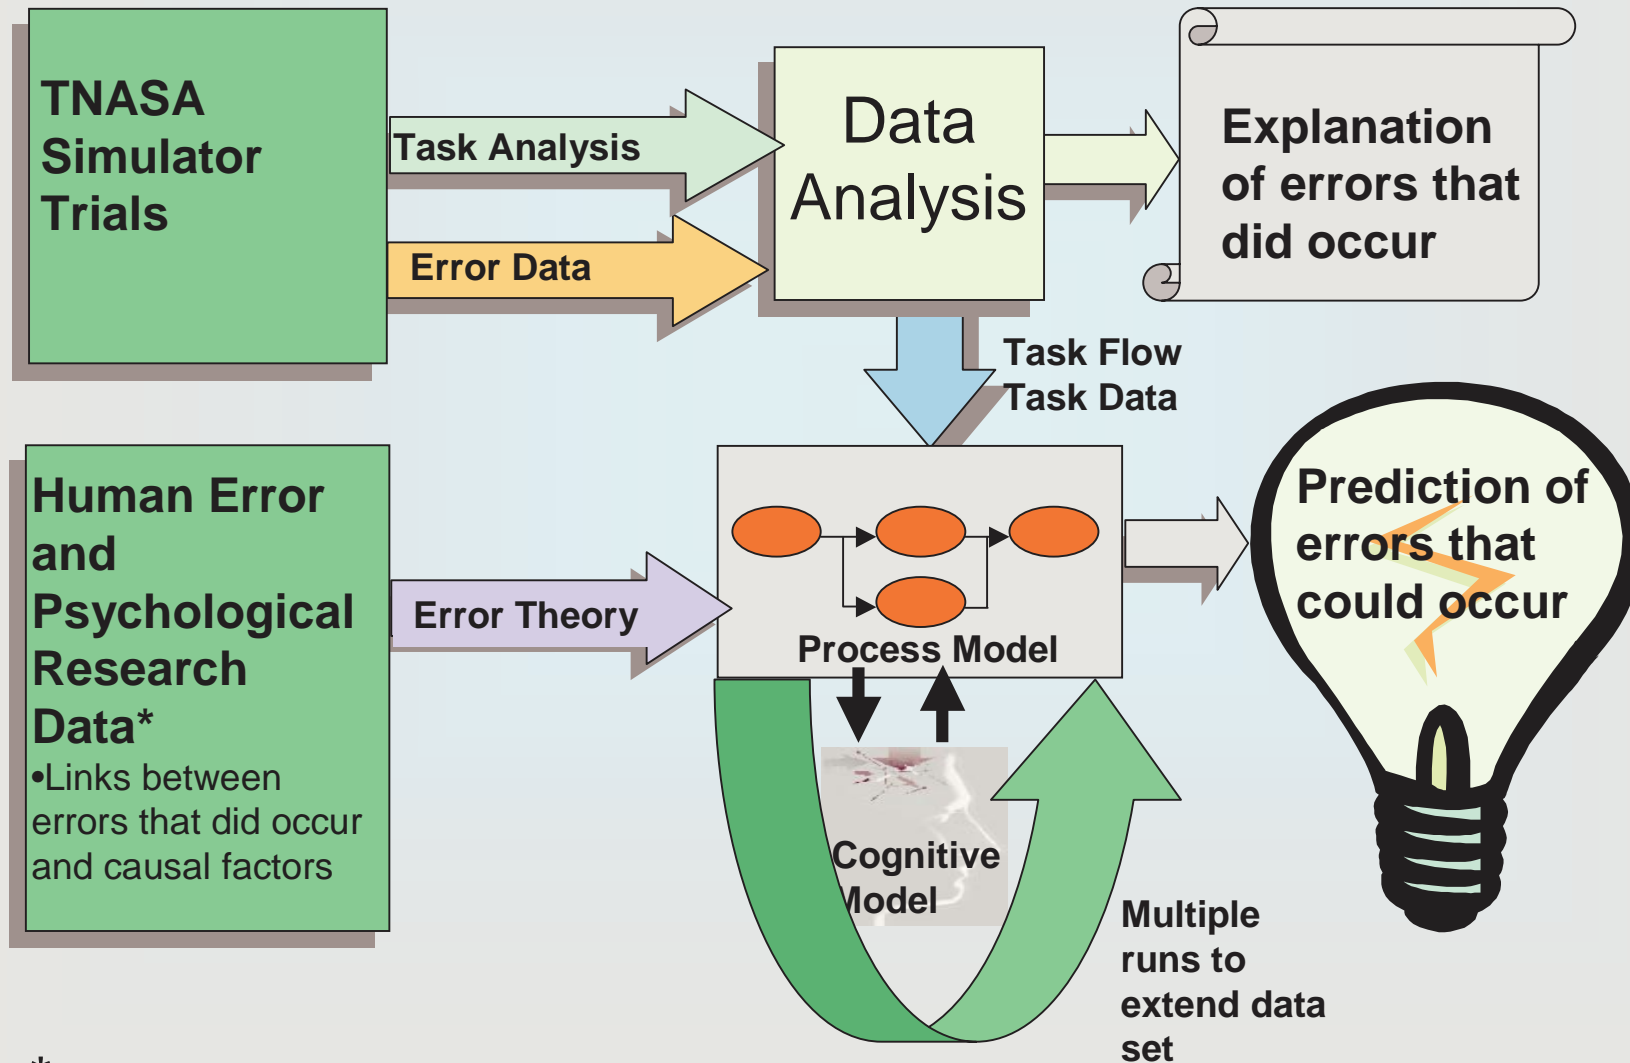 TNASA
Simulator
Trials
Task Analysis
Error Data
Data
Analysis
Explanation
of errors that
did occur
Task Flow
Task Data
Human Error
and
Psychological
Research
Data*
•Links between
errors that did occur
and causal factors
Error Theory
Process Model
Cognitive
Model
Prediction of
errors that
could occur
Multiple
runs to
extend data
set
*